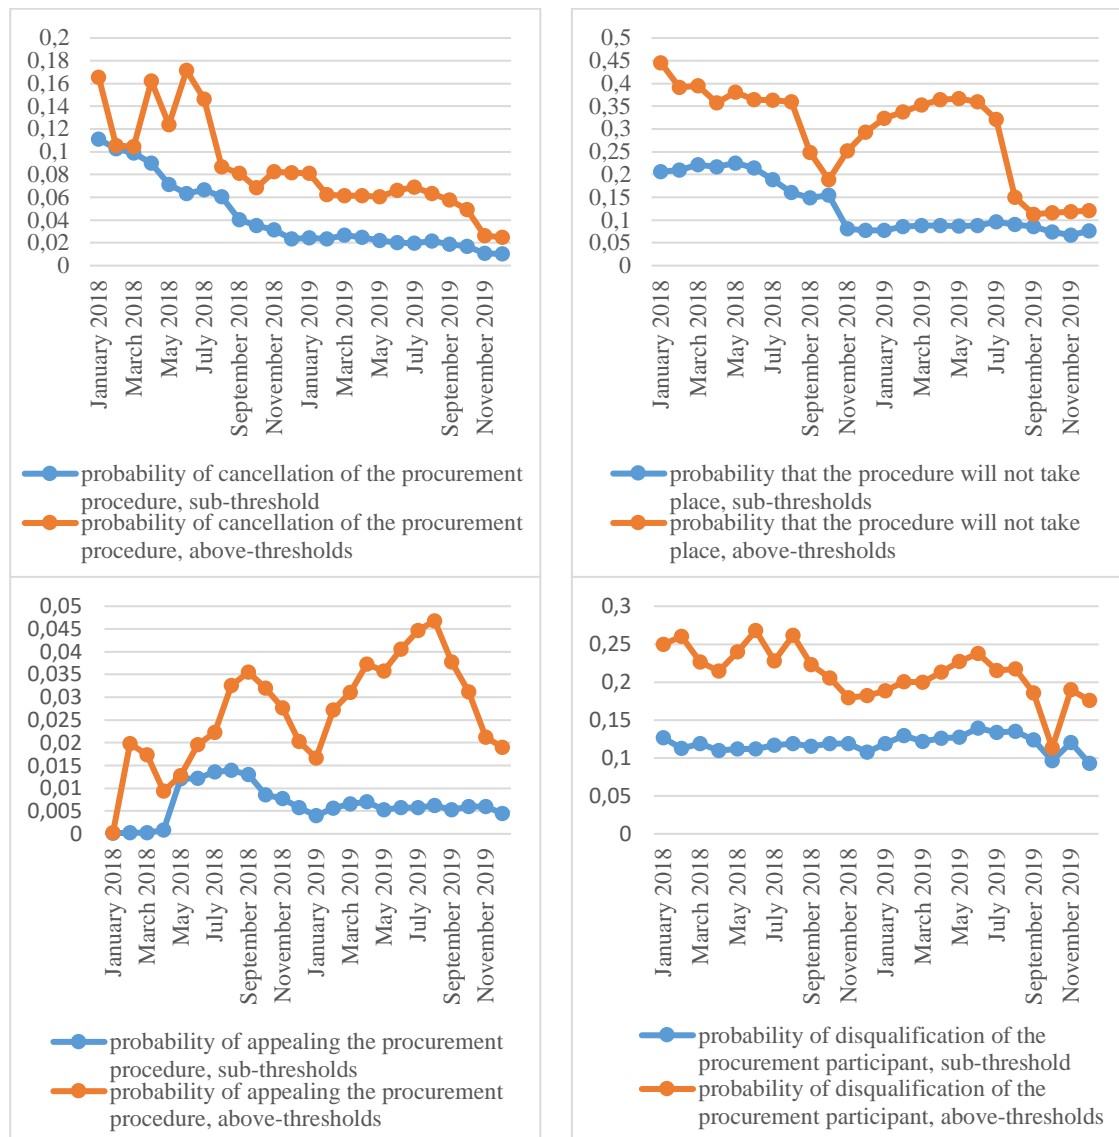 0,2
0,18
0,16
0,14
0,12
0,1
0,08
0,06
0,04
0,02
0
January 2018
March 2018
May 2018
July 2018
September 2018
November 2018
January 2019
March 2019
May 2019
July 2019
September 2019
November 2019
probability of cancellation of the procurement
procedure, sub-threshold
probability of cancellation of the procurement
procedure, above-thresholds
0,5
0,45
0,4
0,35
0,3
0,25
0,2
0,15
0,1
0,05
0
January 2018
March 2018
May 2018
July 2018
September 2018
November 2018
January 2019
March 2019
May 2019
July 2019
September 2019
November 2019
probability that the procedure will not take
place, sub-thresholds
probability that the procedure will not take
place, above-thresholds
0,05
0,045
0,04
0,035
0,03
0,025
0,02
0,015
0,01
0,005
0
January 2018
March 2018
May 2018
July 2018
September 2018
November 2018
January 2019
March 2019
May 2019
July 2019
September 2019
November 2019
probability of appealing the procurement
procedure, sub-thresholds
probability of appealing the procurement
procedure, above-thresholds
0,3
0,25
0,2
0,15
0,1
0,05
0
January 2018
March 2018
May 2018
July 2018
September 2018
November 2018
January 2019
March 2019
May 2019
July 2019
September 2019
November 2019
probability of disqualification of the
procurement participant, sub-threshold
probability of disqualification of the
procurement participant, above-thresholds